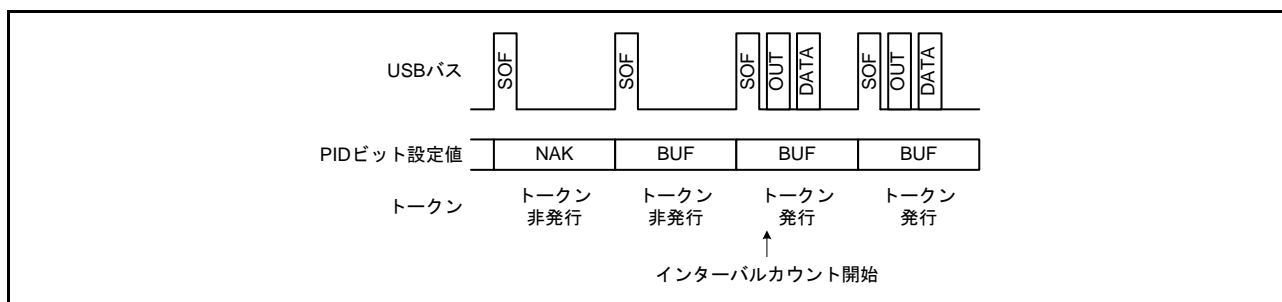 USBバス
SOF
SOF
SOF
OUT
DATA
SOF
OUT
DATA
PIDビット設定値
NAK
BUF
BUF
BUF
トークン
トークン
非発行
トークン
非発行
トークン
発行
トークン
発行
インターバルカウント開始